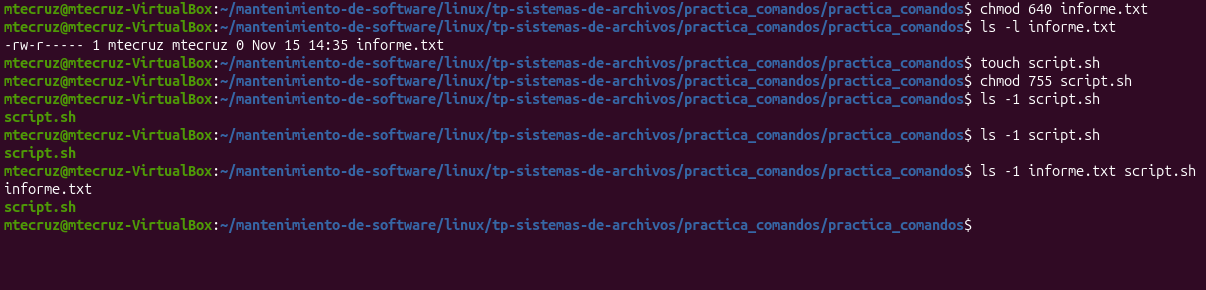 mtecruz@mtecruz-VirtualBox:~/mantenimiento-de-software/linux/tp-sistemas-de-archivos/practica_comandos/practica_comandos$ chmod 640 informe.txt
mtecruz@mtecruz-VirtualBox:~/mantenimiento-de-software/linux/tp-sistemas-de-archivos/practica_comandos/practica_comandos$ ls -l informe.txt
-rw-r----- 1 mtecruz mtecruz 0 Nov 15 14:35 informe.txt
mtecruz@mtecruz-VirtualBox:~/mantenimiento-de-software/linux/tp-sistemas-de-archivos/practica_comandos/practica_comandos$ touch script.sh
mtecruz@mtecruz-VirtualBox:~/mantenimiento-de-software/linux/tp-sistemas-de-archivos/practica_comandos/practica_comandos$ chmod 755 script.sh
mtecruz@mtecruz-VirtualBox:~/mantenimiento-de-software/linux/tp-sistemas-de-archivos/practica_comandos/practica_comandos$ ls -1 script.sh
script.sh
mtecruz@mtecruz-VirtualBox:~/mantenimiento-de-software/linux/tp-sistemas-de-archivos/practica_comandos/practica_comandos$ ls -1 script.sh
script.sh
mtecruz@mtecruz-VirtualBox:~/mantenimiento-de-software/linux/tp-sistemas-de-archivos/practica_comandos/practica_comandos$ ls -1 informe.txt script.sh
informe.txt
script.sh
mtecruz@mtecruz-VirtualBox:~/mantenimiento-de-software/linux/tp-sistemas-de-archivos/practica_comandos/practica_comandos$